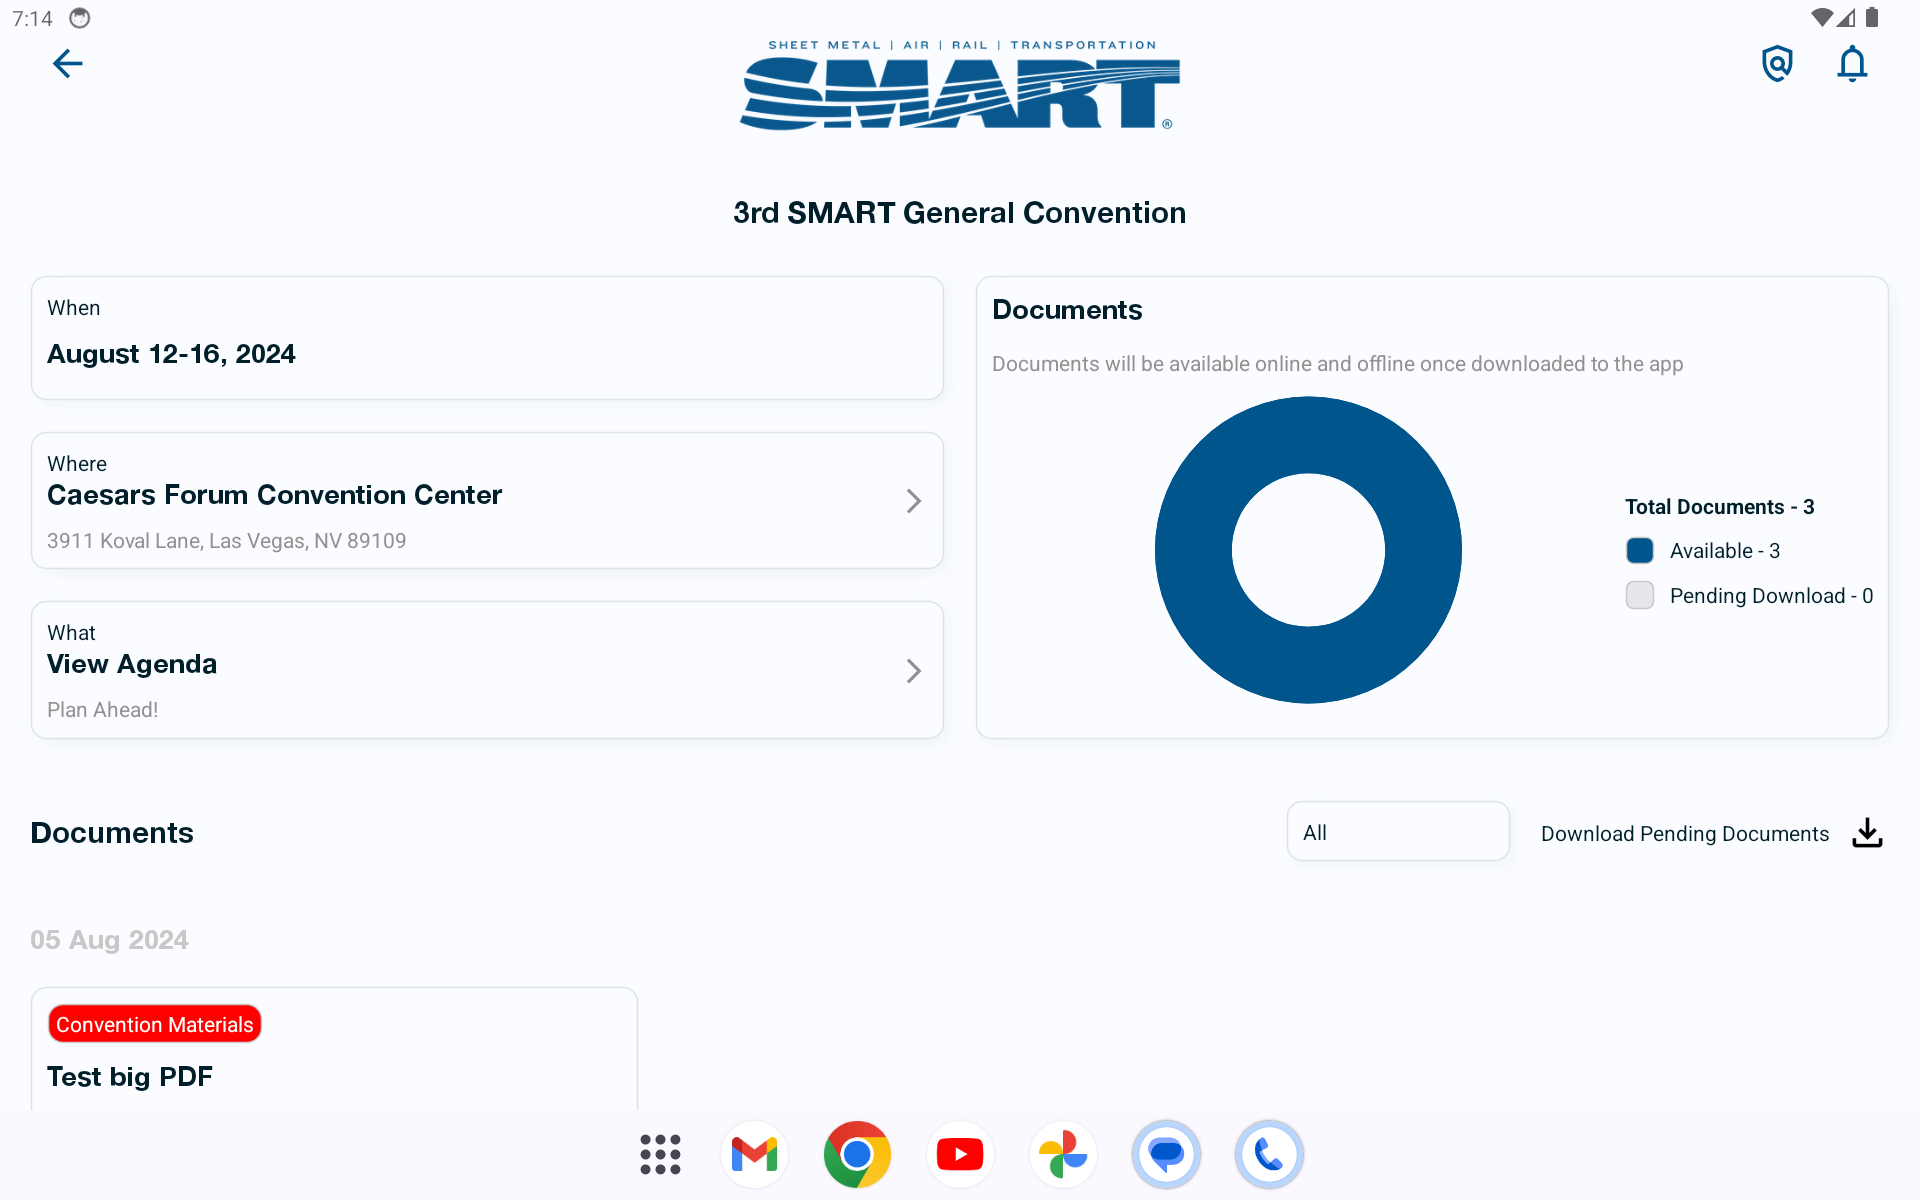 7:14
SHEET METAL | AIR | RAIL | TRANSPORTATION
SMART®
3rd SMART General Convention
When
August 12-16, 2024
Where
Caesars Forum Convention Center
3911 Koval Lane, Las Vegas, NV 89109
What
View Agenda
Plan Ahead!
Documents
Documents will be available online and offline once downloaded to the app
Total Documents - 3
Available - 3
Pending Download - 0
Documents
All
Download Pending Documents
05 Aug 2024
Convention Materials
Test big PDF